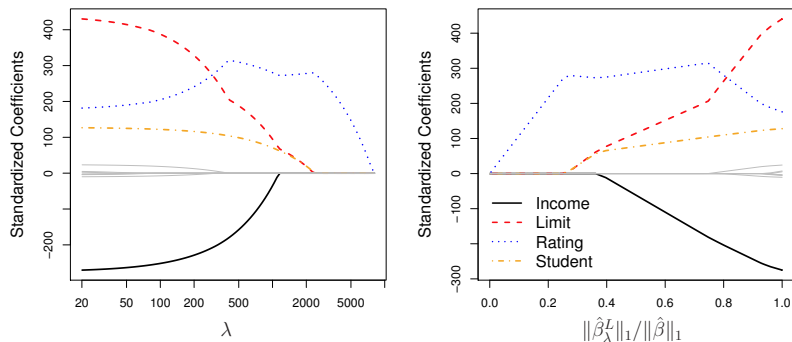 Standardized Coefficients
400
300
200
100
0
−200
20 50 100 200 500 2000 5000
λ
Standardized Coefficients
400
300
200
100
0
−100
−300
Income
Limit
Rating
Student
0.0 0.2 0.4 0.6 0.8 1.0
‖β̂λᴸ‖₁/‖β̂‖₁